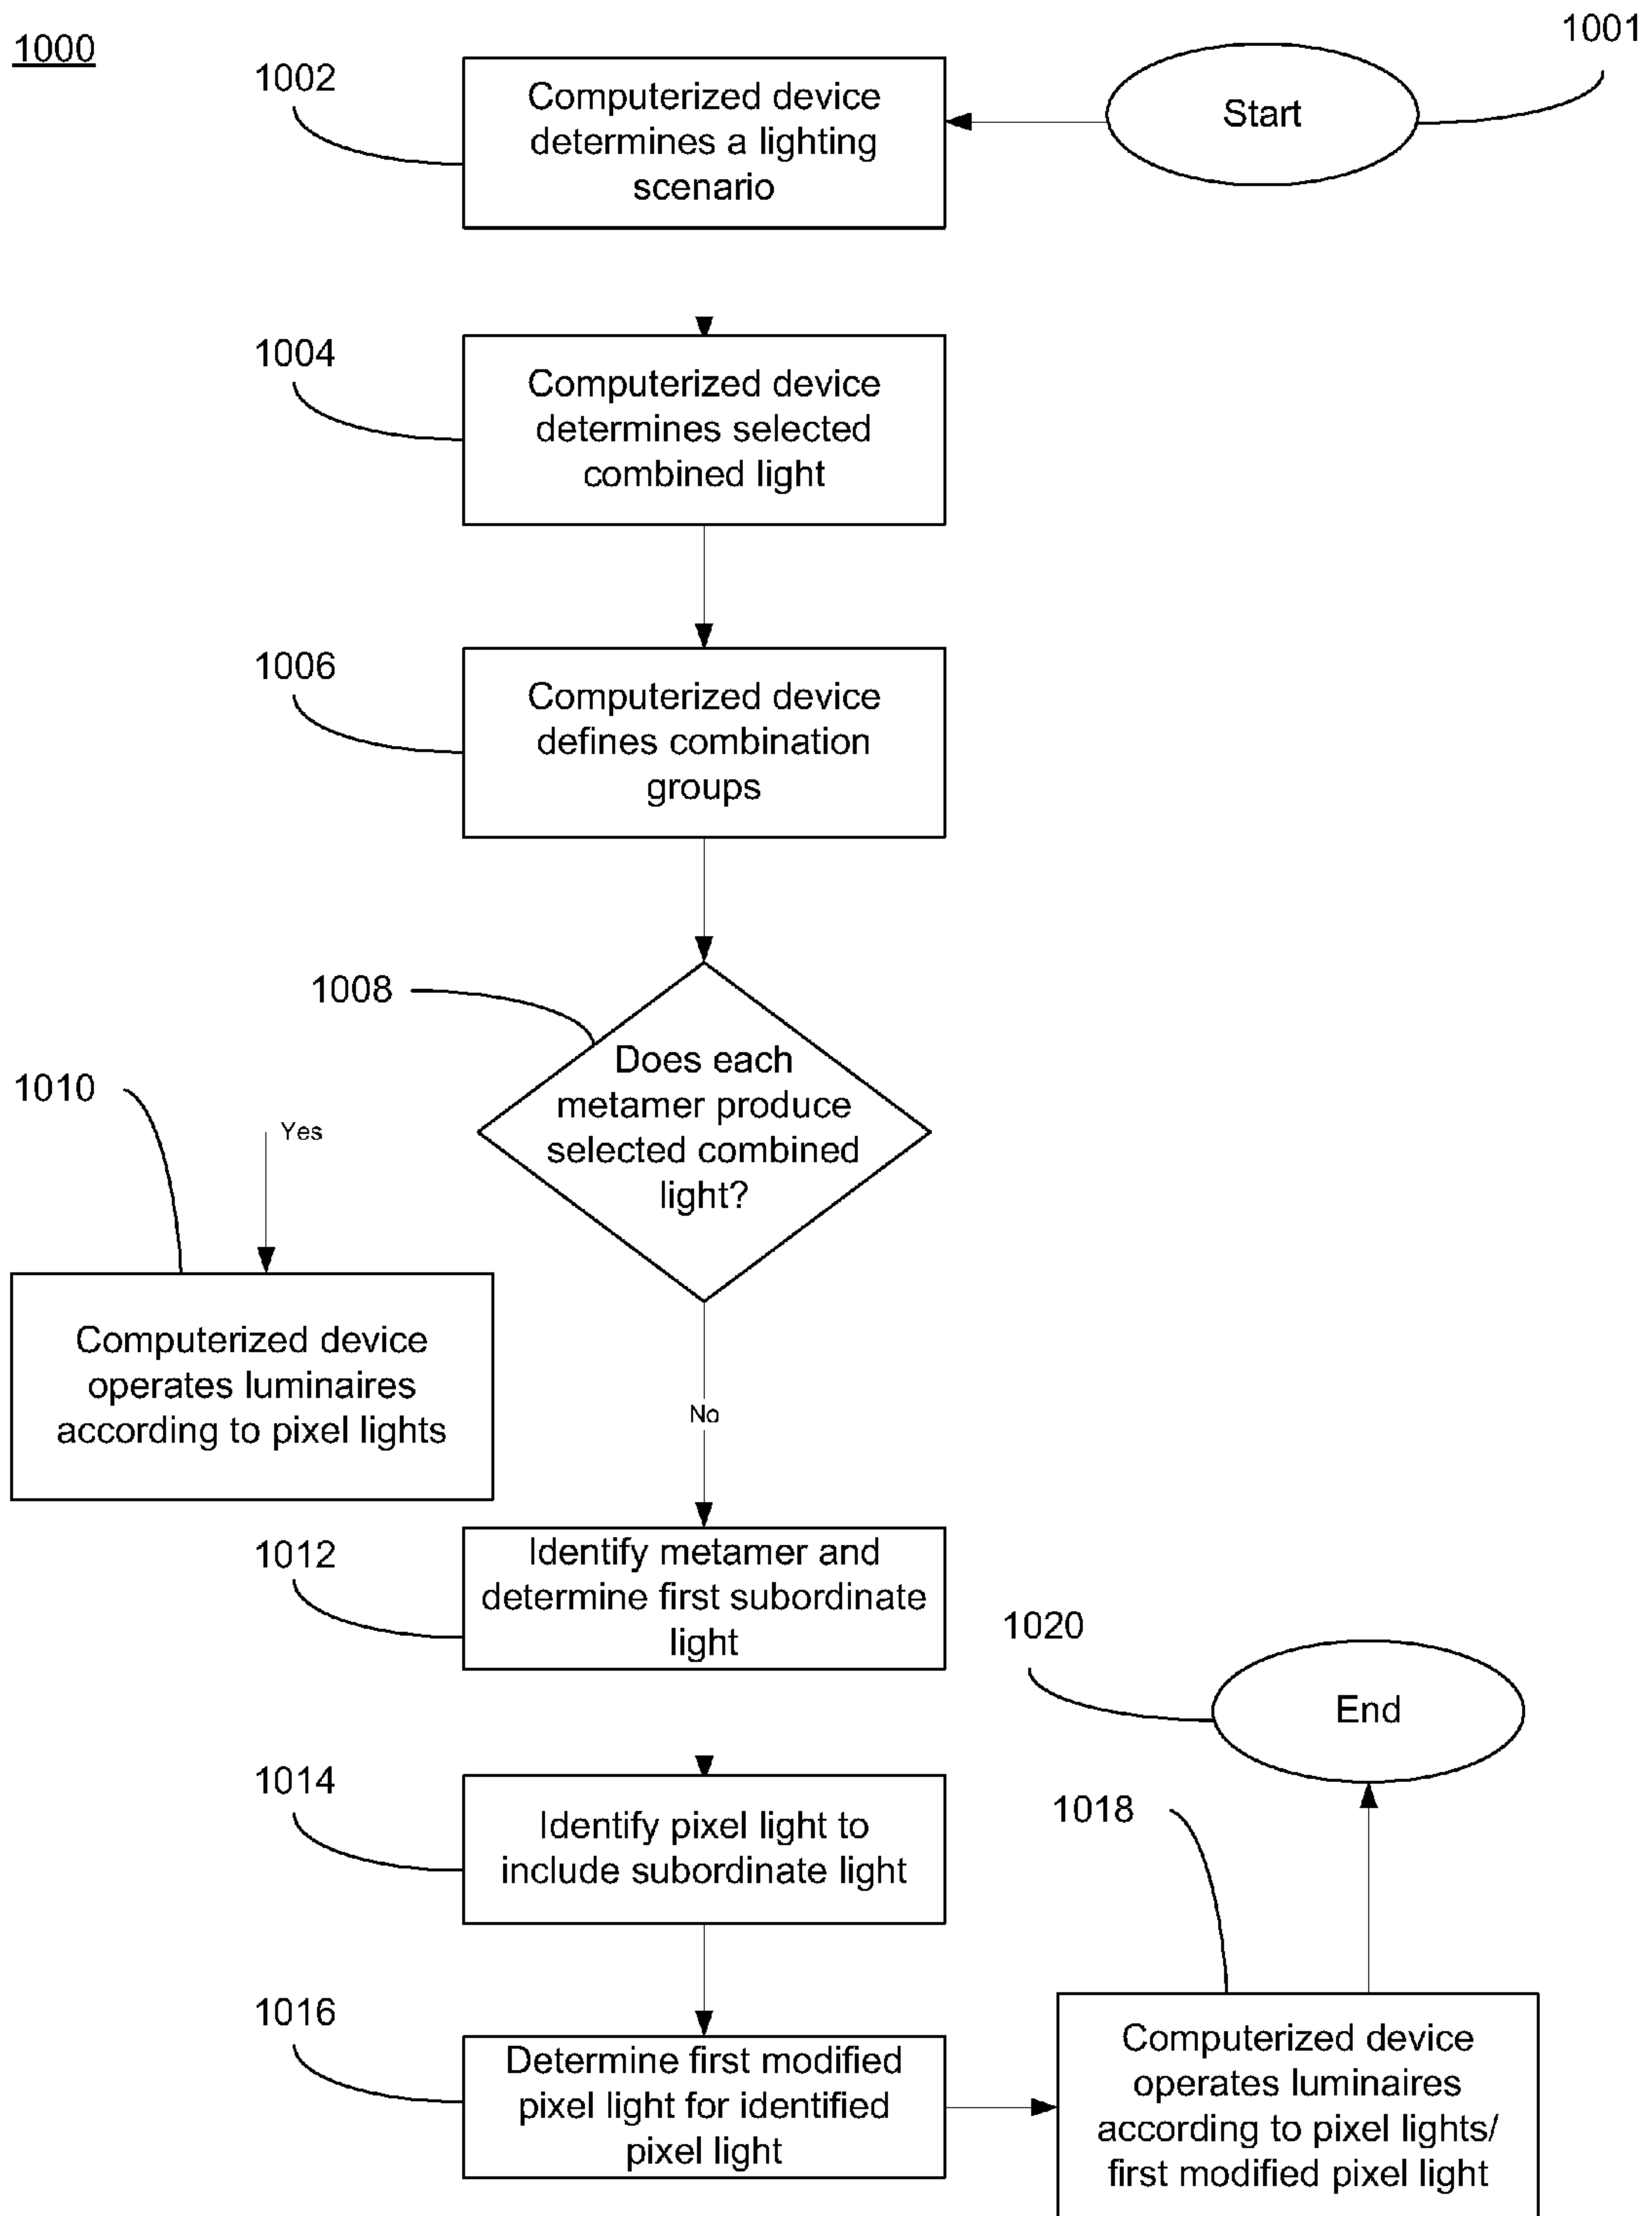 1000
1001
Start
1002
Computerized device
determines a lighting
scenario
1004
Computerized device
determines selected
combined light
1006
Computerized device
defines combination
groups
1008
Does each
metamer produce
selected combined
light?
1010
Yes
Computerized device
operates luminaires
according to pixel lights
No
1012
Identify metamer and
determine first subordinate
light
1014
Identify pixel light to
include subordinate light
1016
Determine first modified
pixel light for identified
pixel light
1018
Computerized device
operates luminaires
according to pixel lights/
first modified pixel light
1020
End